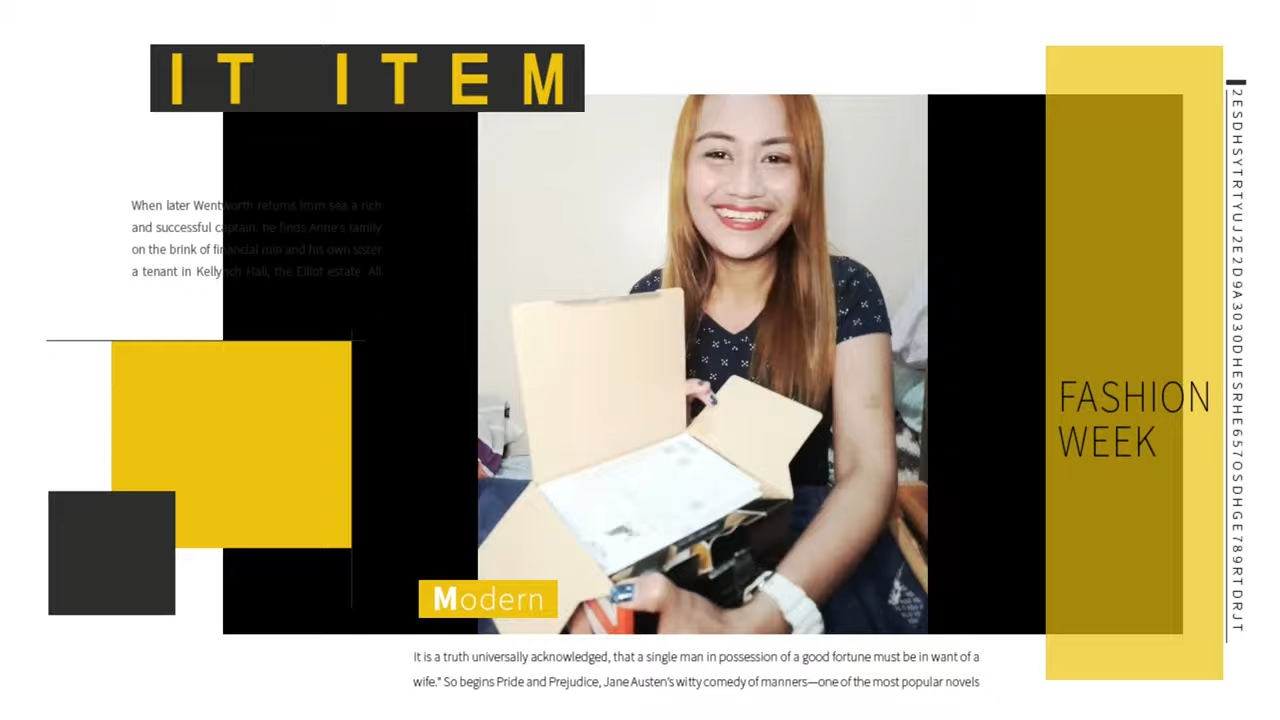 IT ITEM
When later Wentworth returns from sea a rich
and successful captain. he finds Anne's family
on the brink of financial ruin and his own sister
a tenant in Kellynch Hall, the Elliot estate. All
FASHION
WEEK
Modern
It is a truth universally acknowledged, that a single man in possession of a good fortune must be in want of a
wife." So begins Pride and Prejudice, Jane Austen's witty comedy of manners—one of the most popular novels